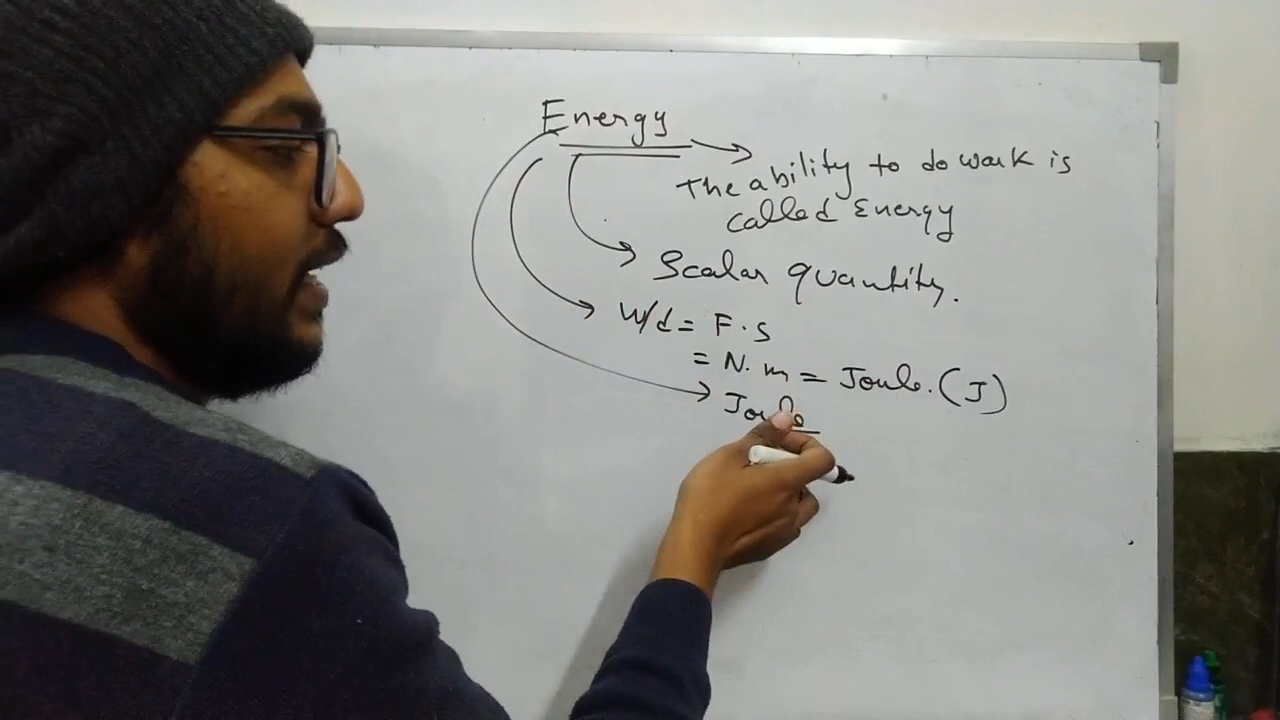 Energy
The ability to do work is
called Energy
Scalar quantity.
W/d = F.s
= N.m = Joule. (J)
Joule